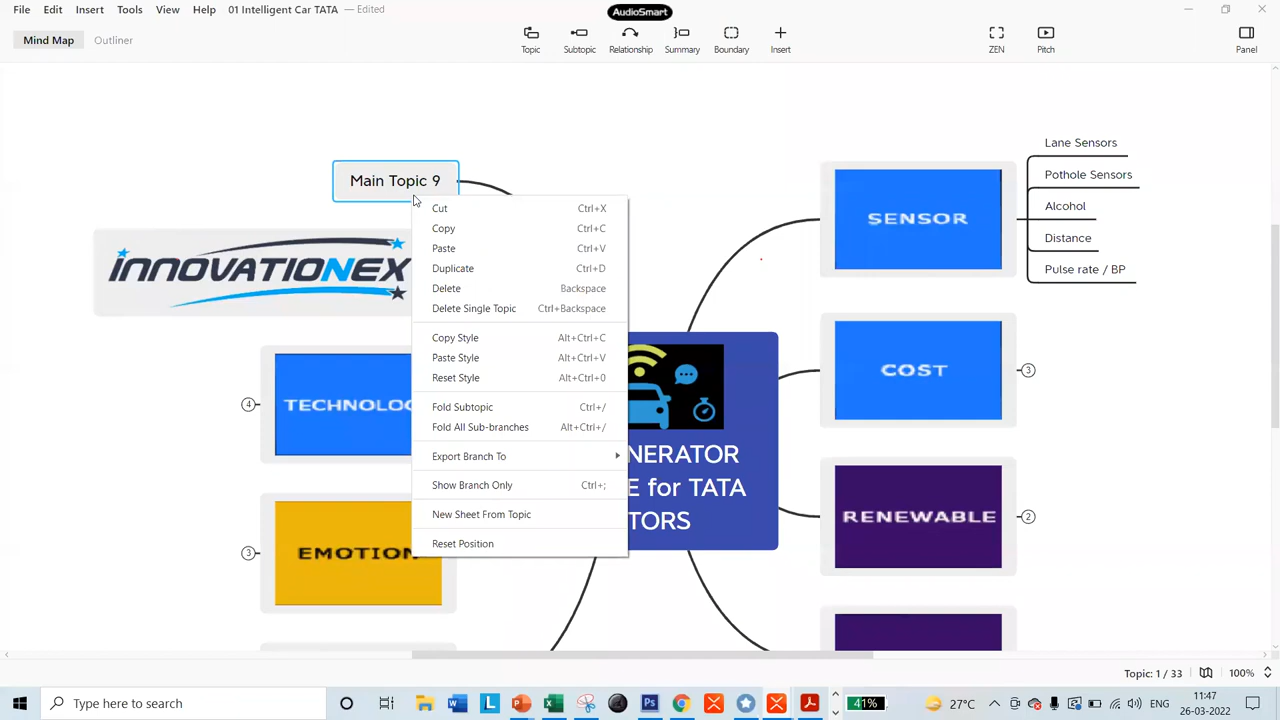 File Edit Insert Tools View Help 01 Intelligent Car TATA — Edited
AudioSmart
Mind Map Outliner
Topic Subtopic Relationship Summary Boundary Insert
ZEN Pitch Panel
Main Topic 9
INNOVATIONEX
Cut Ctrl+X
Copy Ctrl+C
Paste Ctrl+V
Duplicate Ctrl+D
Delete Backspace
Delete Single Topic Ctrl+Backspace
Copy Style Alt+Ctrl+C
Paste Style Alt+Ctrl+V
Reset Style Alt+Ctrl+0
Fold Subtopic Ctrl+/
Fold All Sub-branches Alt+Ctrl+/
Export Branch To
Show Branch Only Ctrl+;
New Sheet From Topic
Reset Position
4
TECHNOLOG
3
EMOTION
NERATOR
E for TATA
TORS
SENSOR
Lane Sensors
Pothole Sensors
Alcohol
Distance
Pulse rate / BP
COST
3
RENEWABLE
2
Topic: 1 / 33 100%
Type here to search
41%
27°C
ENG
11:47
26-03-2022